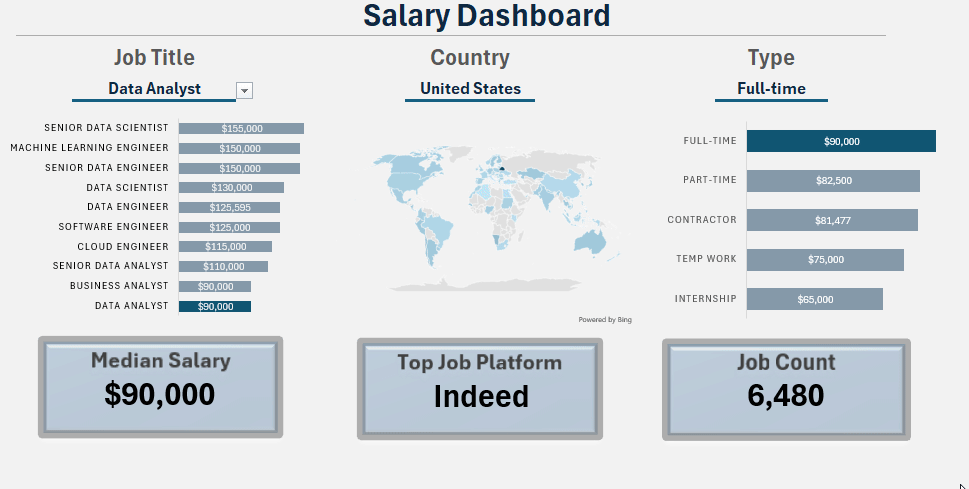 Salary Dashboard
Job Title
Data Analyst
SENIOR DATA SCIENTIST $155,000
MACHINE LEARNING ENGINEER $150,000
SENIOR DATA ENGINEER $150,000
DATA SCIENTIST $130,000
DATA ENGINEER $125,595
SOFTWARE ENGINEER $125,000
CLOUD ENGINEER $115,000
SENIOR DATA ANALYST $110,000
BUSINESS ANALYST $90,000
DATA ANALYST $90,000
Country
United States
Powered by Bing
Type
Full-time
FULL-TIME $90,000
PART-TIME $82,500
CONTRACTOR $81,477
TEMP WORK $75,000
INTERNSHIP $65,000
Median Salary
$90,000
Top Job Platform
Indeed
Job Count
6,480